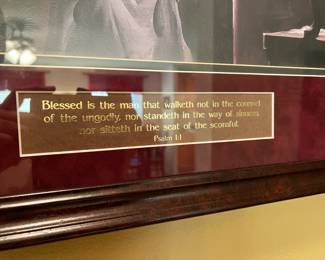 Blessed is the man that walketh not in the counsel
of the ungodly, nor standeth in the way of sinners,
nor sitteth in the seat of the scornful.
Psalm 1:1